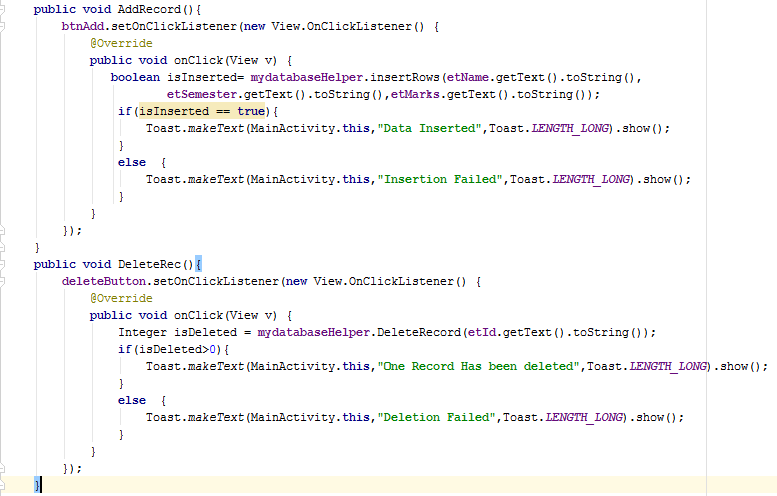 public void AddRecord(){
btnAdd.setOnClickListener(new View.OnClickListener() {
@Override
public void onClick(View v) {
boolean isInserted= mydatabaseHelper.insertRows(etName.getText().toString(),
etSemester.getText().toString(),etMarks.getText().toString());
if(isInserted == true){
Toast.makeText(MainActivity.this,"Data Inserted",Toast.LENGTH_LONG).show();
}
else  {
Toast.makeText(MainActivity.this,"Insertion Failed",Toast.LENGTH_LONG).show();
}
}
});
}
public void DeleteRec(){
deleteButton.setOnClickListener(new View.OnClickListener() {
@Override
public void onClick(View v) {
Integer isDeleted = mydatabaseHelper.DeleteRecord(etId.getText().toString());
if(isDeleted>0){
Toast.makeText(MainActivity.this,"One Record Has been deleted",Toast.LENGTH_LONG).show();
}
else  {
Toast.makeText(MainActivity.this,"Deletion Failed",Toast.LENGTH_LONG).show();
}
}
});
}